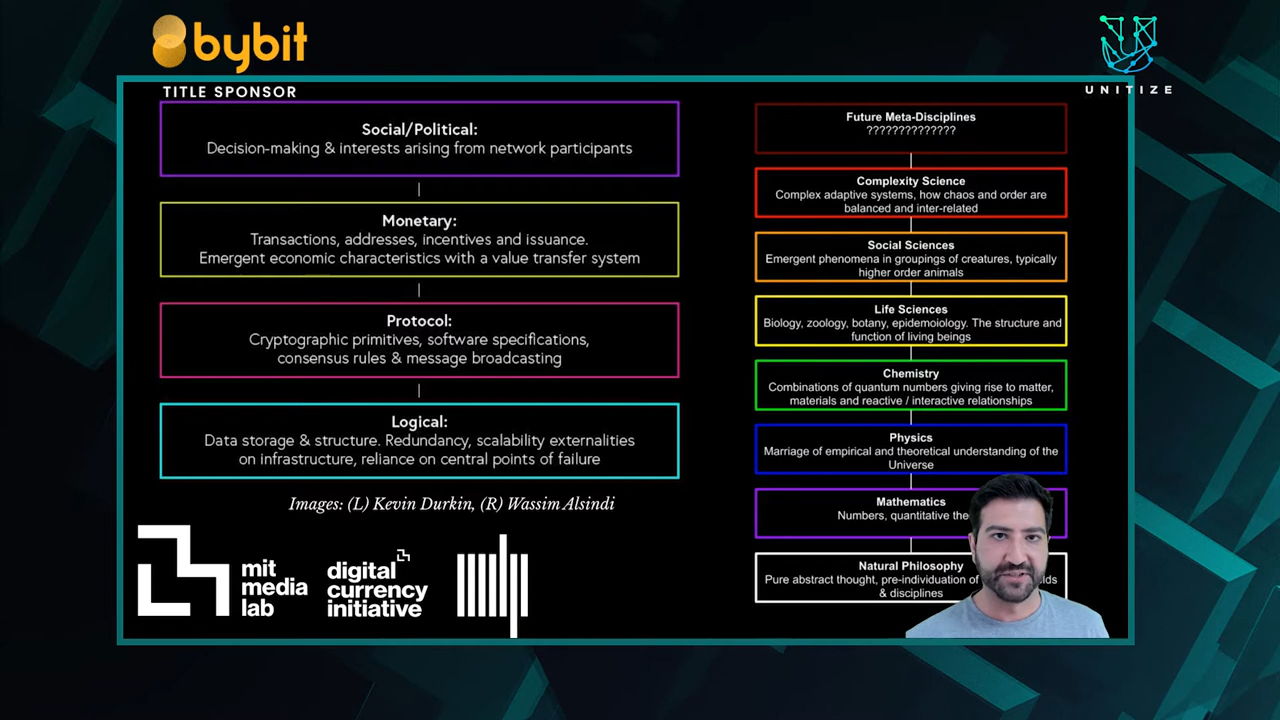 bybit
UNITIZE
TITLE SPONSOR
Social/Political:
Decision-making & interests arising from network participants
Monetary:
Transactions, addresses, incentives and issuance.
Emergent economic characteristics with a value transfer system
Protocol:
Cryptographic primitives, software specifications,
consensus rules & message broadcasting
Logical:
Data storage & structure. Redundancy, scalability externalities
on infrastructure, reliance on central points of failure
Images: (L) Kevin Durkin, (R) Wassim Alsindi
mit
media
lab
digital
currency
initiative
Future Meta-Disciplines
??????????????
Complexity Science
Complex adaptive systems, how chaos and order are
balanced and inter-related
Social Sciences
Emergent phenomena in groupings of creatures, typically
higher order animals
Life Sciences
Biology, zoology, botany, epidemoiology. The structure and
function of living beings
Chemistry
Combinations of quantum numbers giving rise to matter,
materials and reactive / interactive relationships
Physics
Marriage of empirical and theoretical understanding of the
Universe
Mathematics
Numbers, quantitative
Natural Philosophy
Pure abstract thought, pre-individuation of
& disciplines